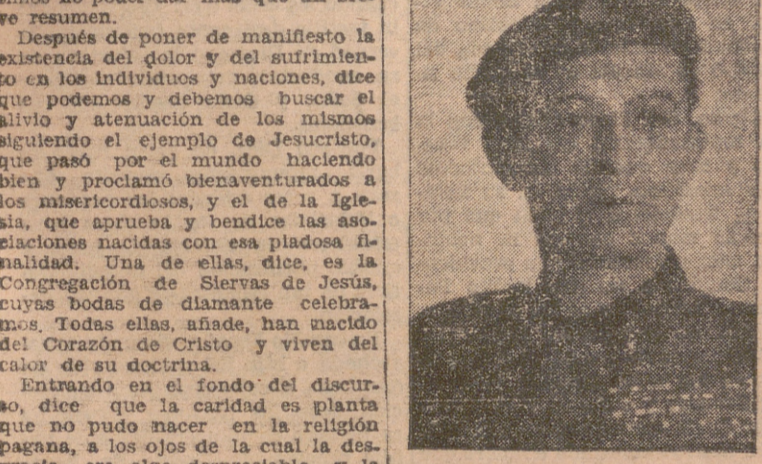 ve resumen.
Después de poner de manifiesto la
existencia del dolor y del sufrimien-
to en los individuos y naciones, dice
que podemos y debemos buscar el
alivio y atenuación de los mismos
siguiendo el ejemplo de Jesucristo,
que pasó por el mundo haciendo
bien y proclamó bienaventurados a
los misericordiosos, y el de la Igle-
sia, que aprueba y bendice las aso-
ciaciones nacidas con esa piadosa fi-
nalidad. Una de ellas, dice, es la
Congregación de Siervas de Jesús,
cuyas bodas de diamante celebra-
mos. Todas ellas, añade, han nacido
del Corazón de Cristo y viven del
calor de su doctrina.
Entrando en el fondo del discur-
so, dice que la caridad es planta
que no pudo nacer en la religión
pagana, a los ojos de la cual la des-